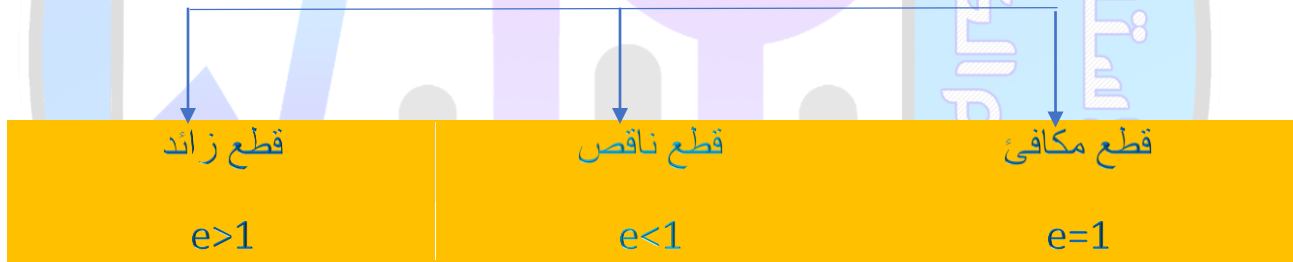 قطع مكافئ
قطع ناقص
قطع زائد
e=1
e<1
e>1